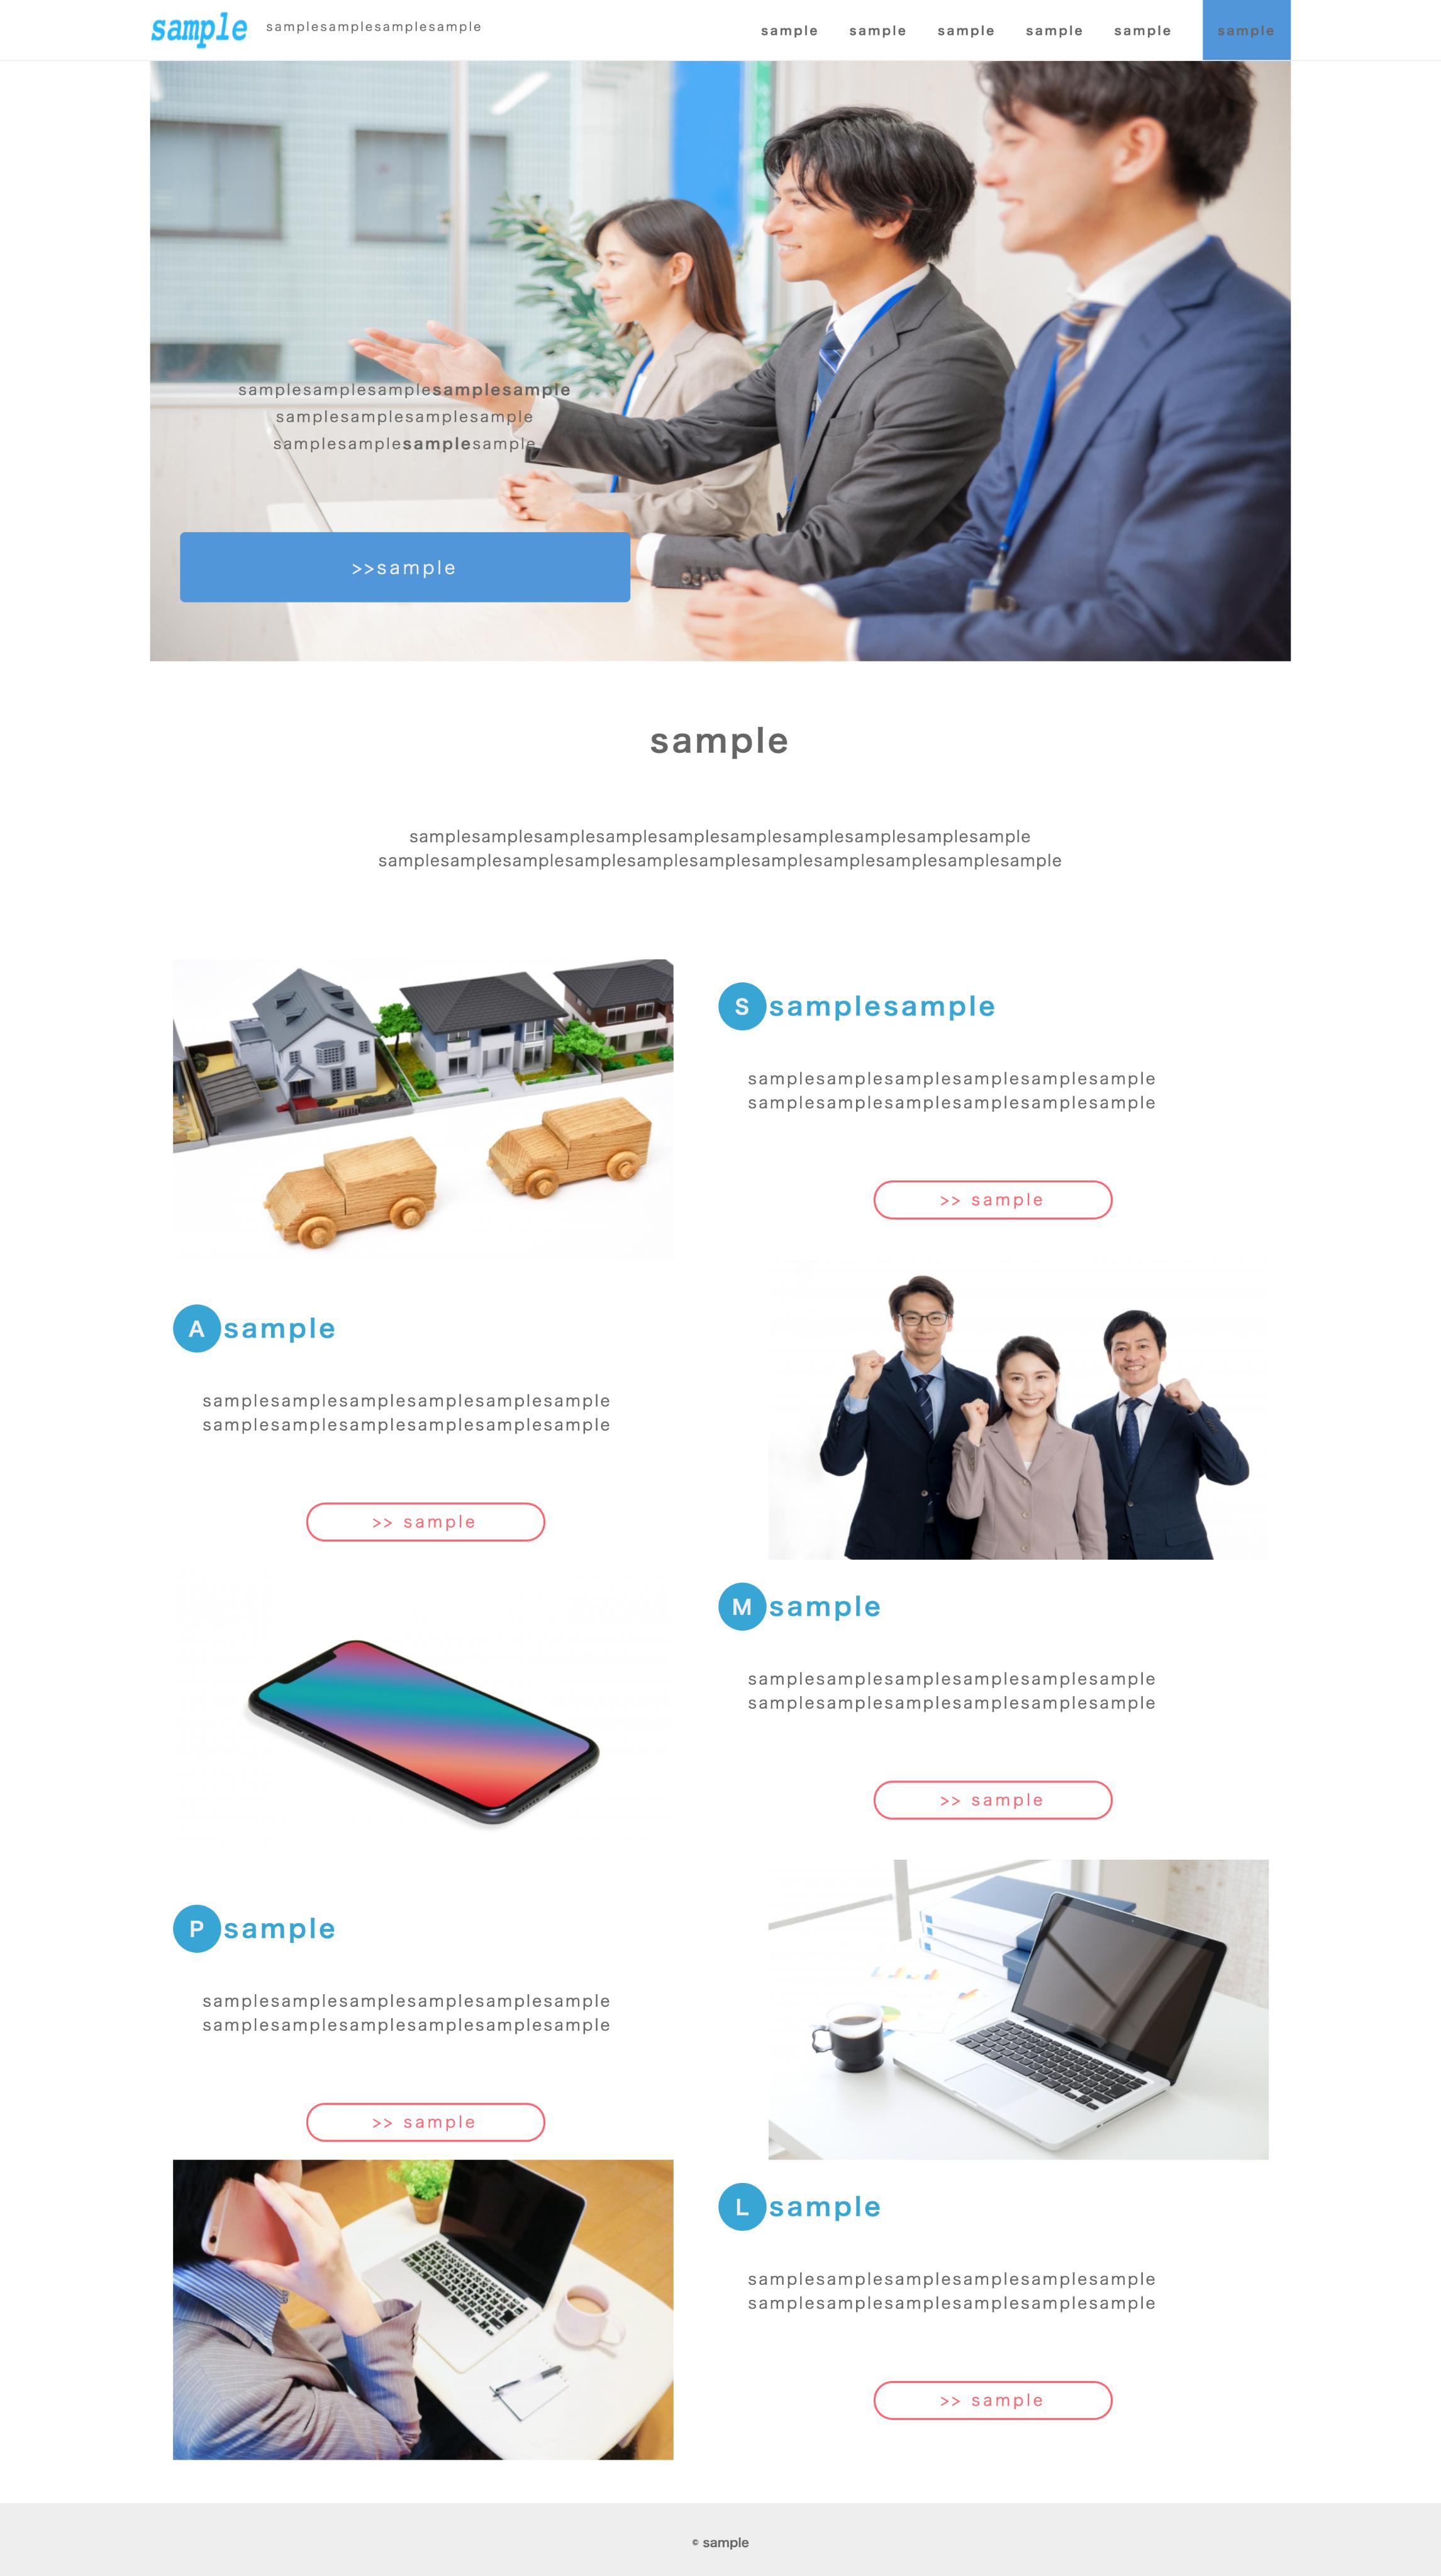 sample
samplesamplesamplesample
sample sample sample sample sample sample
samplesamplesamplesamplesample
samplesamplesamplesample
samplesamplesamplesample
>>sample
sample
samplesamplesamplesamplesamplesamplesamplesamplesamplesample
samplesamplesamplesamplesamplesamplesamplesamplesamplesamplesample
S samplesample
samplesamplesamplesamplesamplesample
samplesamplesamplesamplesamplesample
>> sample
A sample
samplesamplesamplesamplesamplesample
samplesamplesamplesamplesamplesample
>> sample
M sample
samplesamplesamplesamplesamplesample
samplesamplesamplesamplesamplesample
>> sample
P sample
samplesamplesamplesamplesamplesample
samplesamplesamplesamplesamplesample
>> sample
L sample
samplesamplesamplesamplesamplesample
samplesamplesamplesamplesamplesample
>> sample
© sample